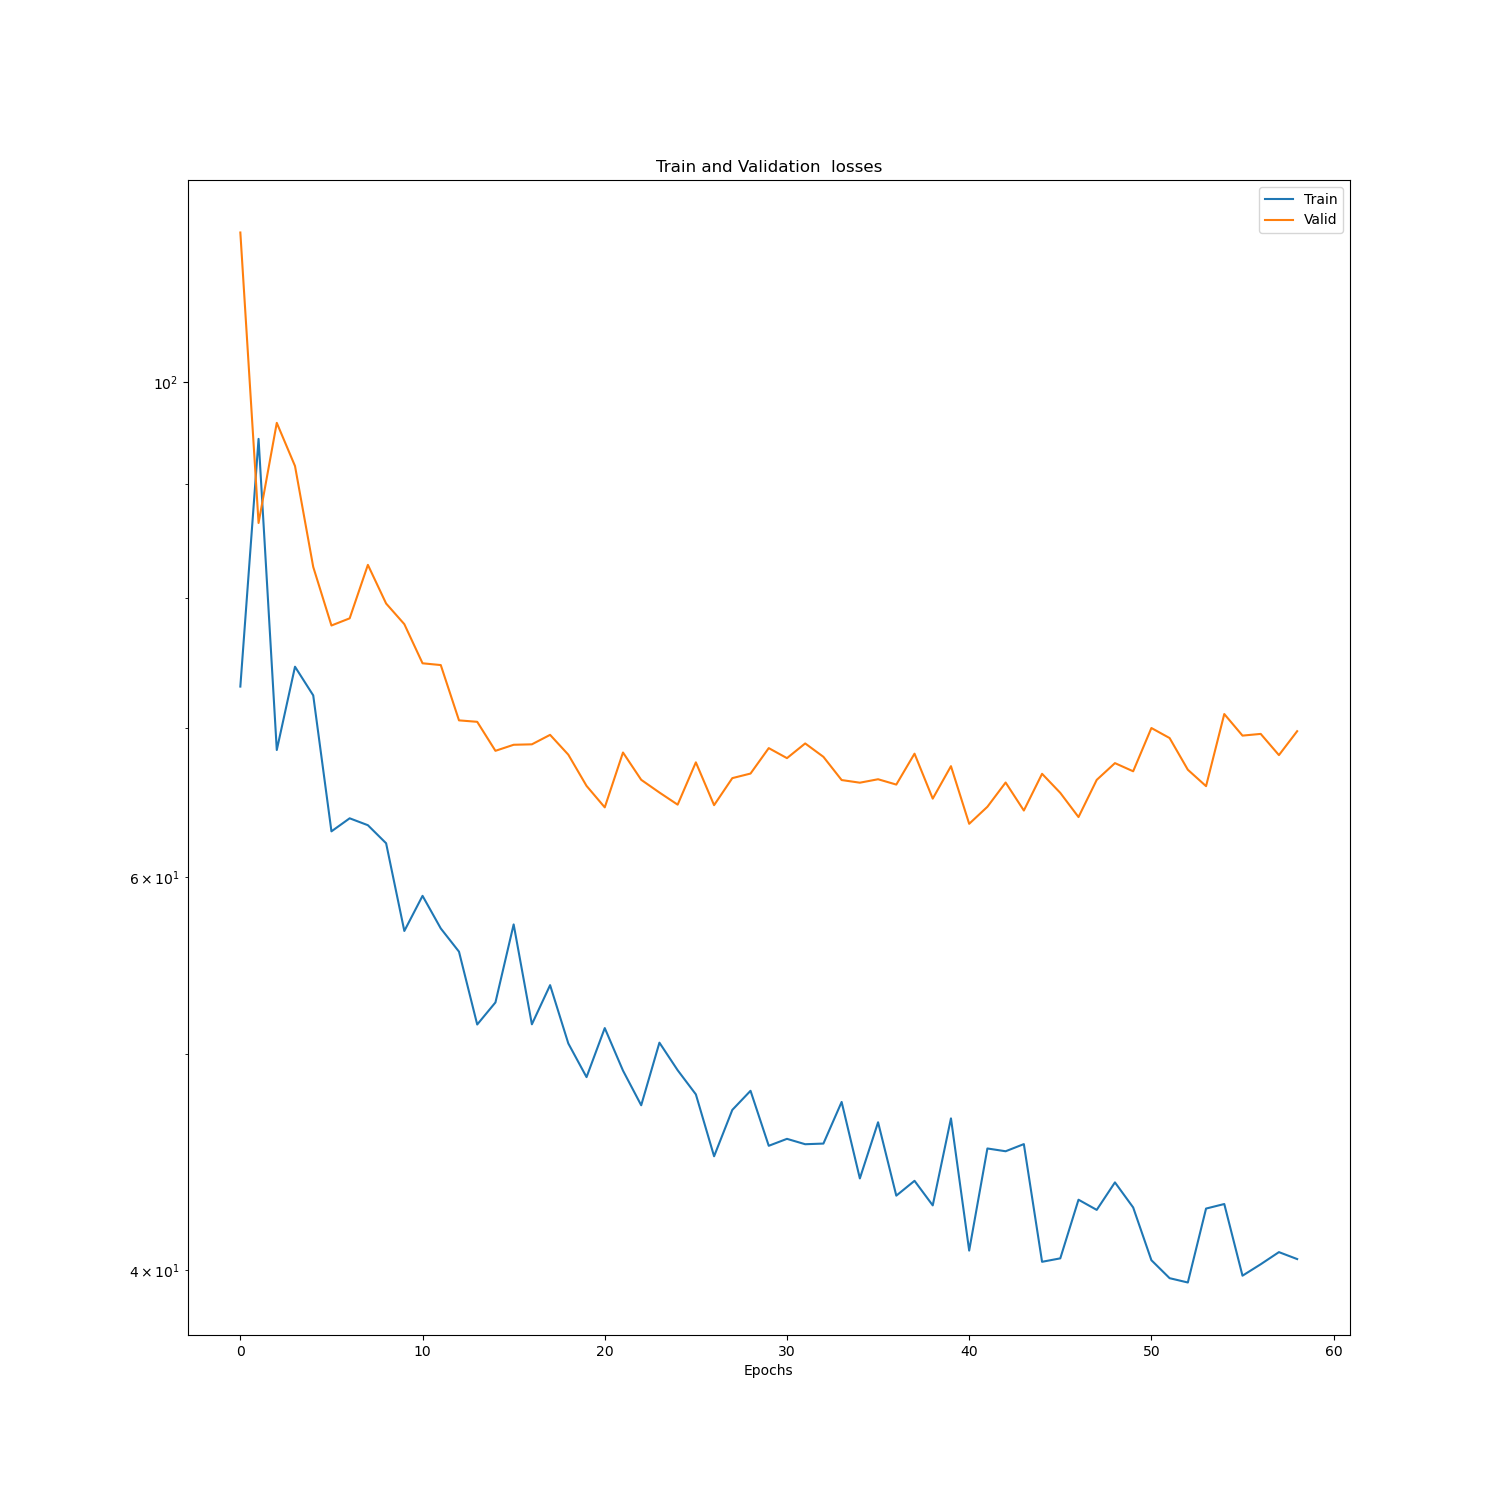 Train and Validation  losses
Train
Valid
10²
6 × 10¹
4 × 10¹
0 10 20 30 40 50 60
Epochs